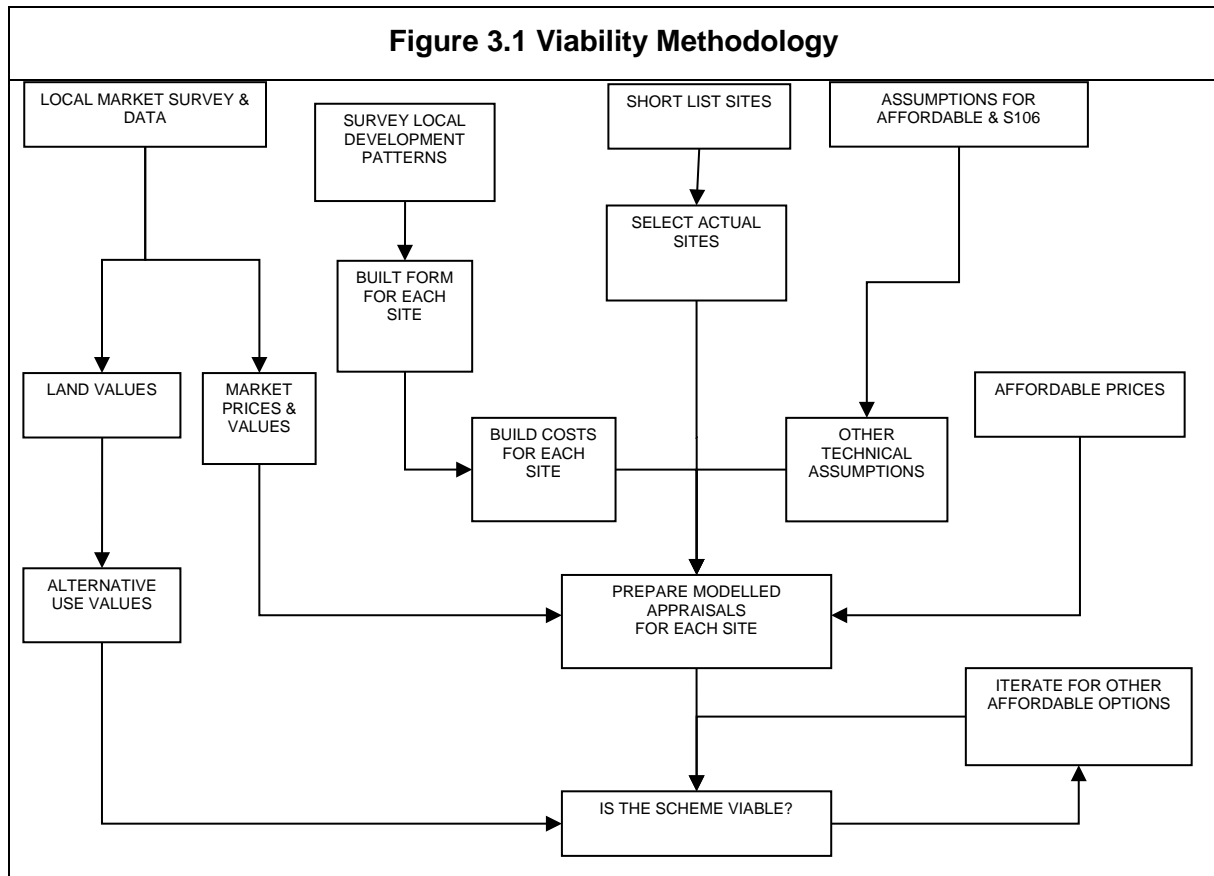 Figure 3.1 Viability Methodology
LOCAL MARKET SURVEY &
DATA
SURVEY LOCAL
DEVELOPMENT
PATTERNS
SHORT LIST SITES
ASSUMPTIONS FOR
AFFORDABLE & S106
SELECT ACTUAL
SITES
BUILT FORM
FOR EACH
SITE
LAND VALUES
MARKET
PRICES &
VALUES
BUILD COSTS
FOR EACH
SITE
OTHER
TECHNICAL
ASSUMPTIONS
AFFORDABLE PRICES
ALTERNATIVE
USE VALUES
PREPARE MODELLED
APPRAISALS
FOR EACH SITE
ITERATE FOR OTHER
AFFORDABLE OPTIONS
IS THE SCHEME VIABLE?